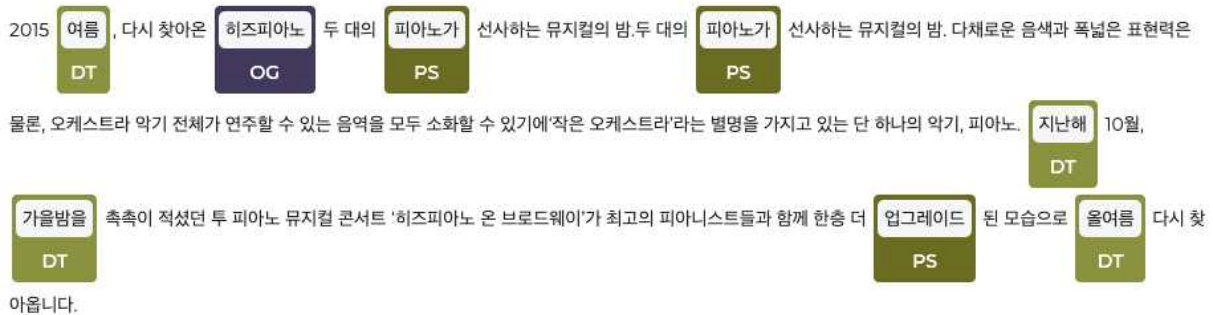 2015 여름 , 다시 찾아온 히즈피아노 두 대의 피아노가 선사하는 뮤지컬의 밤.두 대의 피아노가 선사하는 뮤지컬의 밤. 다채로운 음색과 폭넓은 표현력은
DT OG PS PS
물론, 오케스트라 악기 전체가 연주할 수 있는 음역을 모두 소화할 수 있기에'작은 오케스트라'라는 별명을 가지고 있는 단 하나의 악기, 피아노. 지난해 10월,
DT
가을밤을 촉촉이 적셨던 투 피아노 뮤지컬 콘서트 '히즈피아노 온 브로드웨이'가 최고의 피아니스트들과 함께 한층 더 업그레이드 된 모습으로 올여름 다시 찾
DT PS DT
아옵니다.